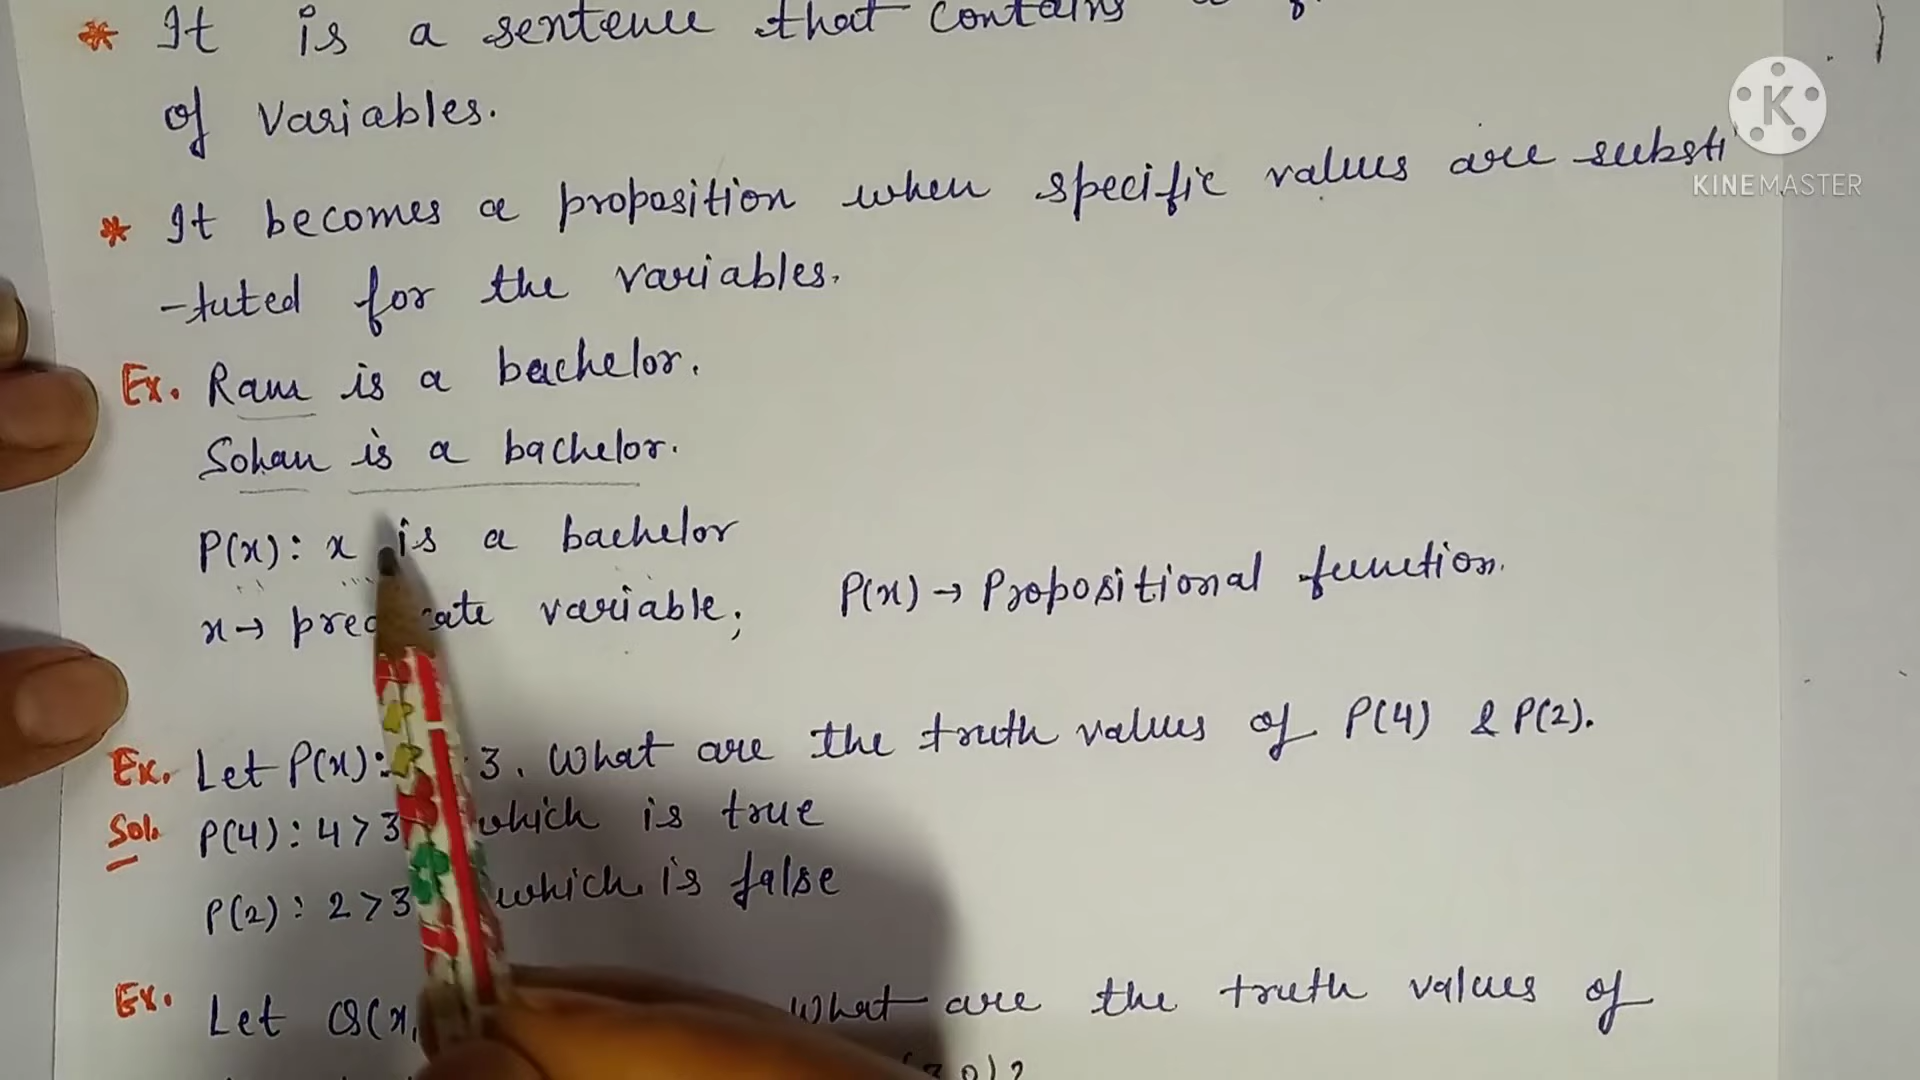 * It is a sentence that contains a
of variables.
* It becomes a proposition when specific values are substi
-tuted for the variables.
Ex. Ram is a bachelor.
Sohan is a bachelor.
P(x): x is a bachelor
x → predicate variable; P(x) → Propositional function.
Ex. Let P(x): 3. What are the truth values of P(4) & P(2).
Sol. P(4): 4>3 which is true
P(2): 2>3 which is false
Ex. Let Q(x, What are the truth values of
3,0)?
KINEMASTER